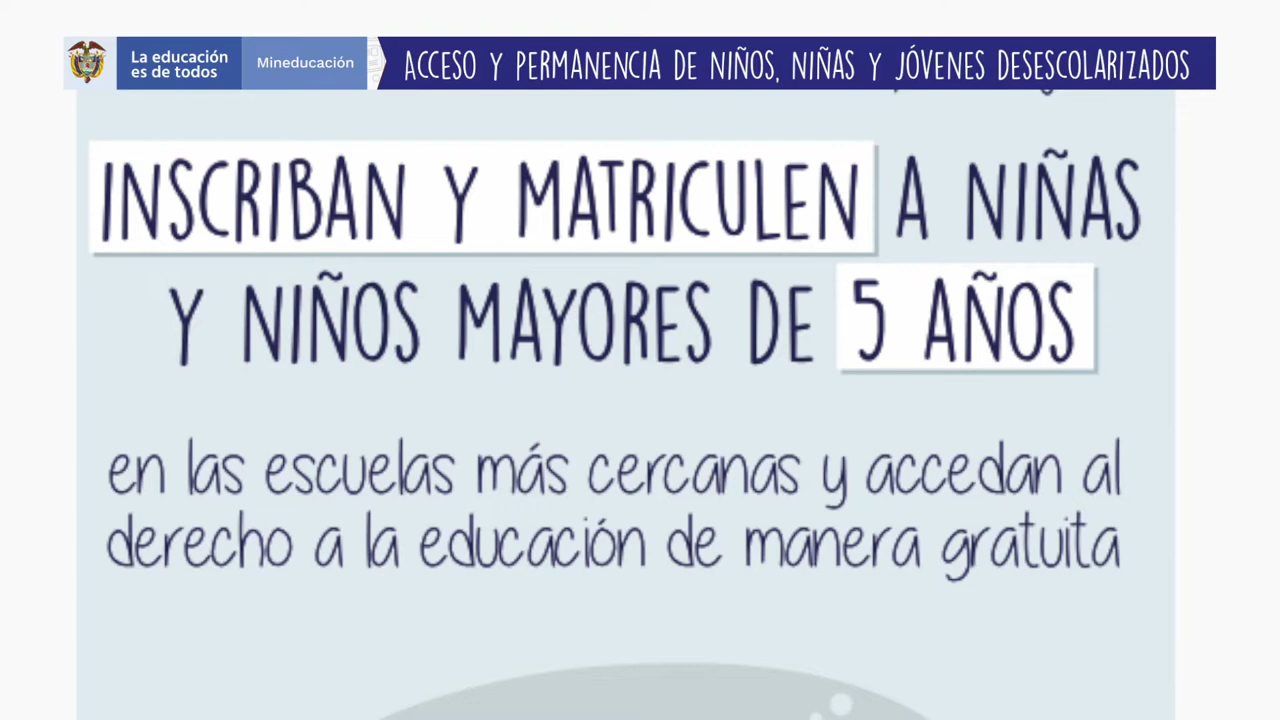 La educación
es de todos
Mineducación
ACCESO Y PERMANENCIA DE NIÑOS, NIÑAS Y JÓVENES DESESCOLARIZADOS
INSCRIBAN Y MATRICULEN A NIÑAS
Y NIÑOS MAYORES DE 5 AÑOS
en las escuelas más cercanas y accedan al
derecho a la educación de manera gratuita